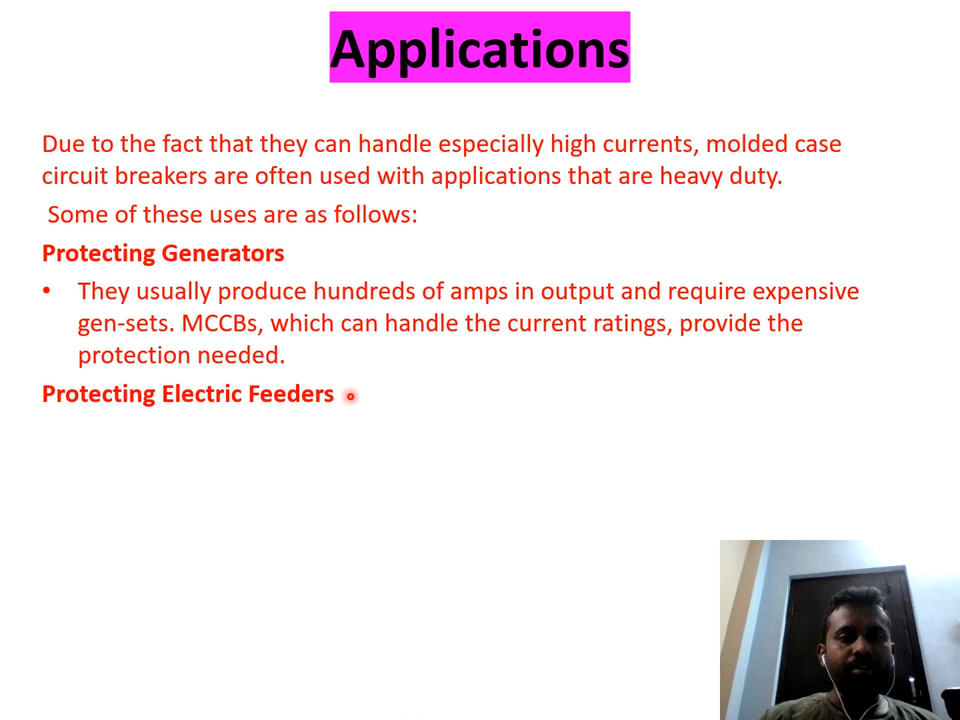 Applications
Due to the fact that they can handle especially high currents, molded case
circuit breakers are often used with applications that are heavy duty.
Some of these uses are as follows:
Protecting Generators
• They usually produce hundreds of amps in output and require expensive
gen-sets. MCCBs, which can handle the current ratings, provide the
protection needed.
Protecting Electric Feeders